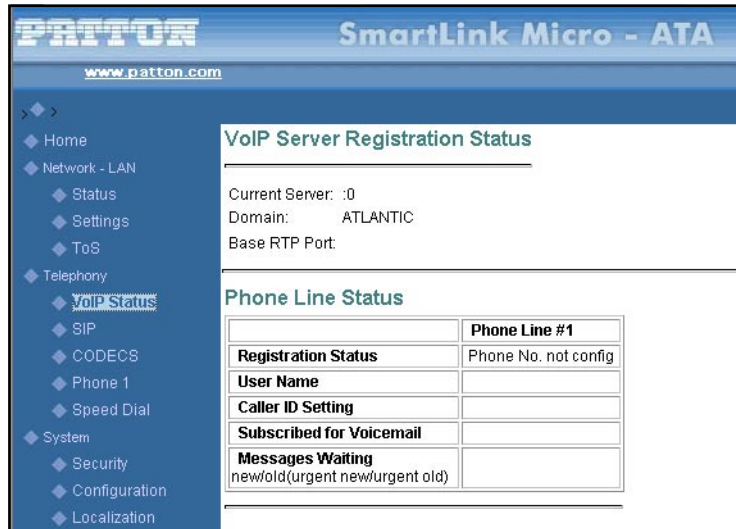 PATTON
SmartLink Micro - ATA
www.patton.com
> >
Home
Network - LAN
Status
Settings
ToS
Telephony
VoIP Status
SIP
CODECS
Phone 1
Speed Dial
System
Security
Configuration
Localization
VoIP Server Registration Status
Current Server: :0
Domain: ATLANTIC
Base RTP Port:
Phone Line Status
Phone Line #1
Registration Status Phone No. not config
User Name
Caller ID Setting
Subscribed for Voicemail
Messages Waiting
new/old(urgent new/urgent old)